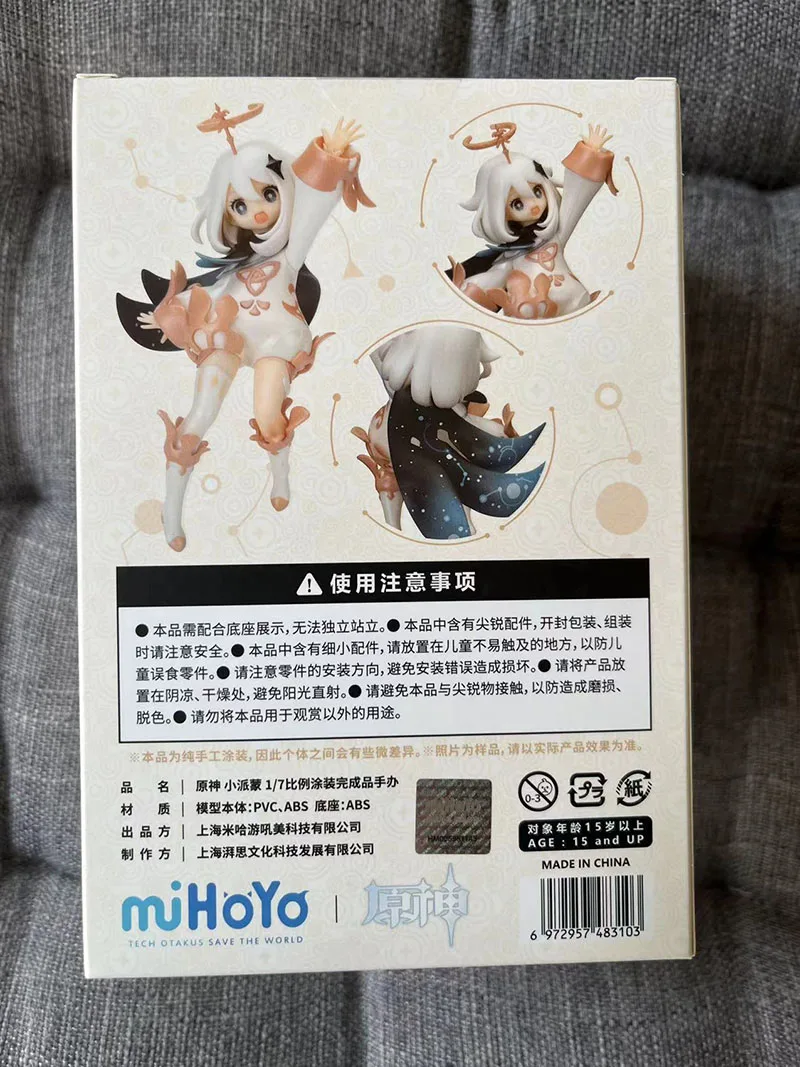 使用注意事项
● 本品需配合底座展示，无法独立站立。● 本品中含有尖锐配件，开封包装、组装
时请注意安全。● 本品中含有细小配件，请放置在儿童不易触及的地方，以防儿
童误食零件。● 请注意零件的安装方向，避免安装错误造成损坏。● 请将产品放
置在阴凉、干燥处，避免阳光直射。● 请避免本品与尖锐物接触，以防造成磨损、
脱色。● 请勿将本品用于观赏以外的用途。
※本品为纯手工涂装，因此个体之间会有些微差异。※照片为样品，请以实际产品效果为准。
品名 | 原神 小派蒙 1/7比例涂装完成品手办
材质 | 模型本体：PVC、ABS 底座：ABS
出品方 | 上海米哈游吼美科技有限公司
制作方 | 上海湃思文化科技发展有限公司
0-3
プラ
紙
对象年龄15岁以上
AGE : 15 and UP
MADE IN CHINA
miHoYo
TECH OTAKUS SAVE THE WORLD
原神
6 972957 483103